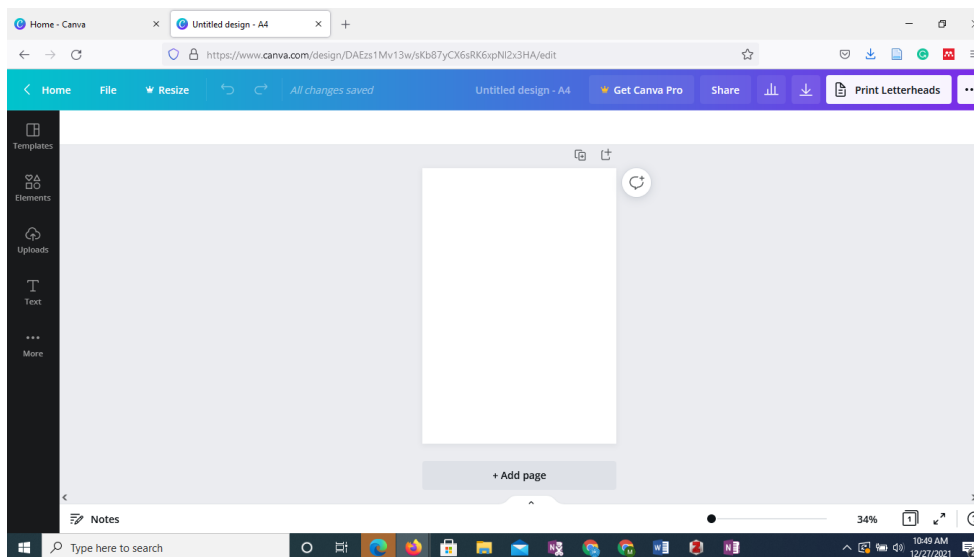 Home - Canva
Untitled design - A4
https://www.canva.com/design/DAEzs1Mv13w/sKb87yCX6sRK6xpNl2x3HA/edit
Home File Resize All changes saved Untitled design - A4 Get Canva Pro Share Print Letterheads
Templates
Elements
Uploads
Text
More
+ Add page
Notes 34% 1
Type here to search
10:49 AM
12/27/2021